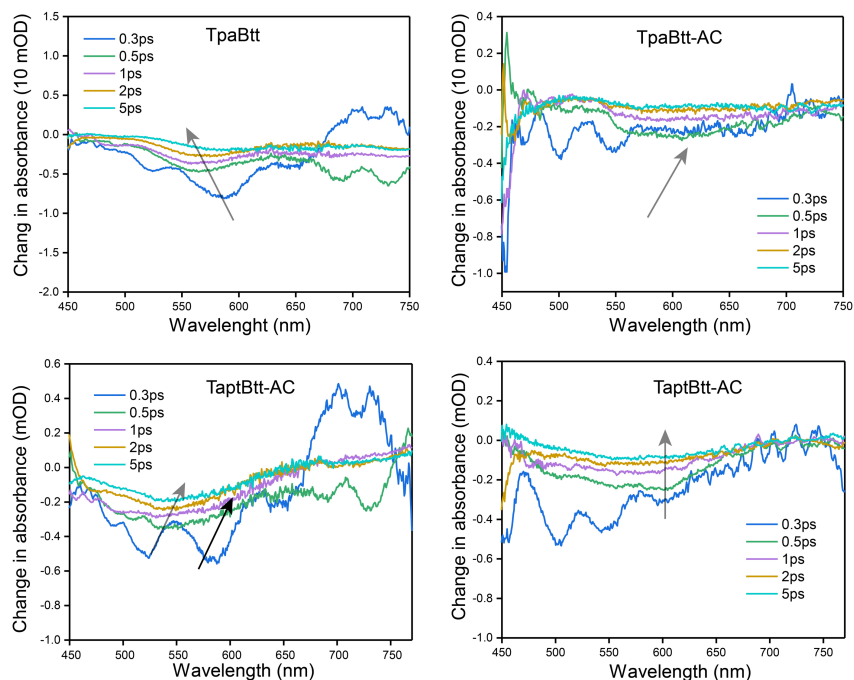 TpaBtt
0.3ps
0.5ps
1ps
2ps
5ps
Chang in absorbance (10 mOD)
1.5
1.0
0.5
0.0
-0.5
-1.0
-1.5
-2.0
450 500 550 600 650 700 750
Wavelenght (nm)
TpaBtt-AC
0.3ps
0.5ps
1ps
2ps
5ps
Change in absorbance (10 mOD)
0.4
0.2
0.0
-0.2
-0.4
-0.6
-0.8
-1.0
450 500 550 600 650 700 750
Wavelength (nm)
TaptBtt-AC
0.3ps
0.5ps
1ps
2ps
5ps
Change in absorbance (mOD)
0.6
0.4
0.2
0.0
-0.2
-0.4
-0.6
-0.8
-1.0
450 500 550 600 650 700 750
Wavelength (nm)
TaptBtt-AC
0.3ps
0.5ps
1ps
2ps
5ps
Change in absorbance (mOD)
0.4
0.2
0.0
-0.2
-0.4
-0.6
-0.8
-1.0
450 500 550 600 650 700 750
Wavelength (nm)